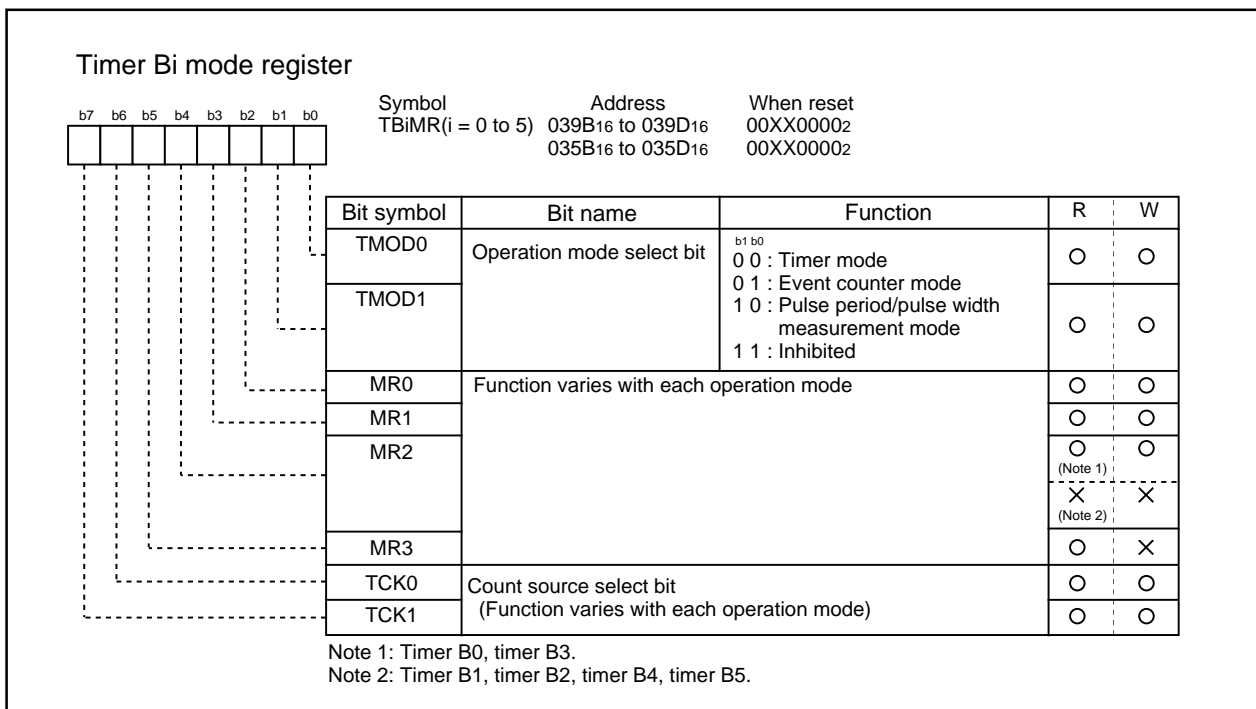 Timer Bi mode register
Symbol Address When reset
b7 b6 b5 b4 b3 b2 b1 b0
TBiMR(i = 0 to 5) 039B16 to 039D16 00XX00002
035B16 to 035D16 00XX00002
Bit symbol Bit name Function R W
TMOD0 Operation mode select bit b1 b0
0 0 : Timer mode
0 1 : Event counter mode
TMOD1 1 0 : Pulse period/pulse width
measurement mode
1 1 : Inhibited
MR0 Function varies with each operation mode
MR1
MR2
(Note 1)
(Note 2)
MR3
TCK0 Count source select bit
(Function varies with each operation mode)
TCK1
Note 1: Timer B0, timer B3.
Note 2: Timer B1, timer B2, timer B4, timer B5.